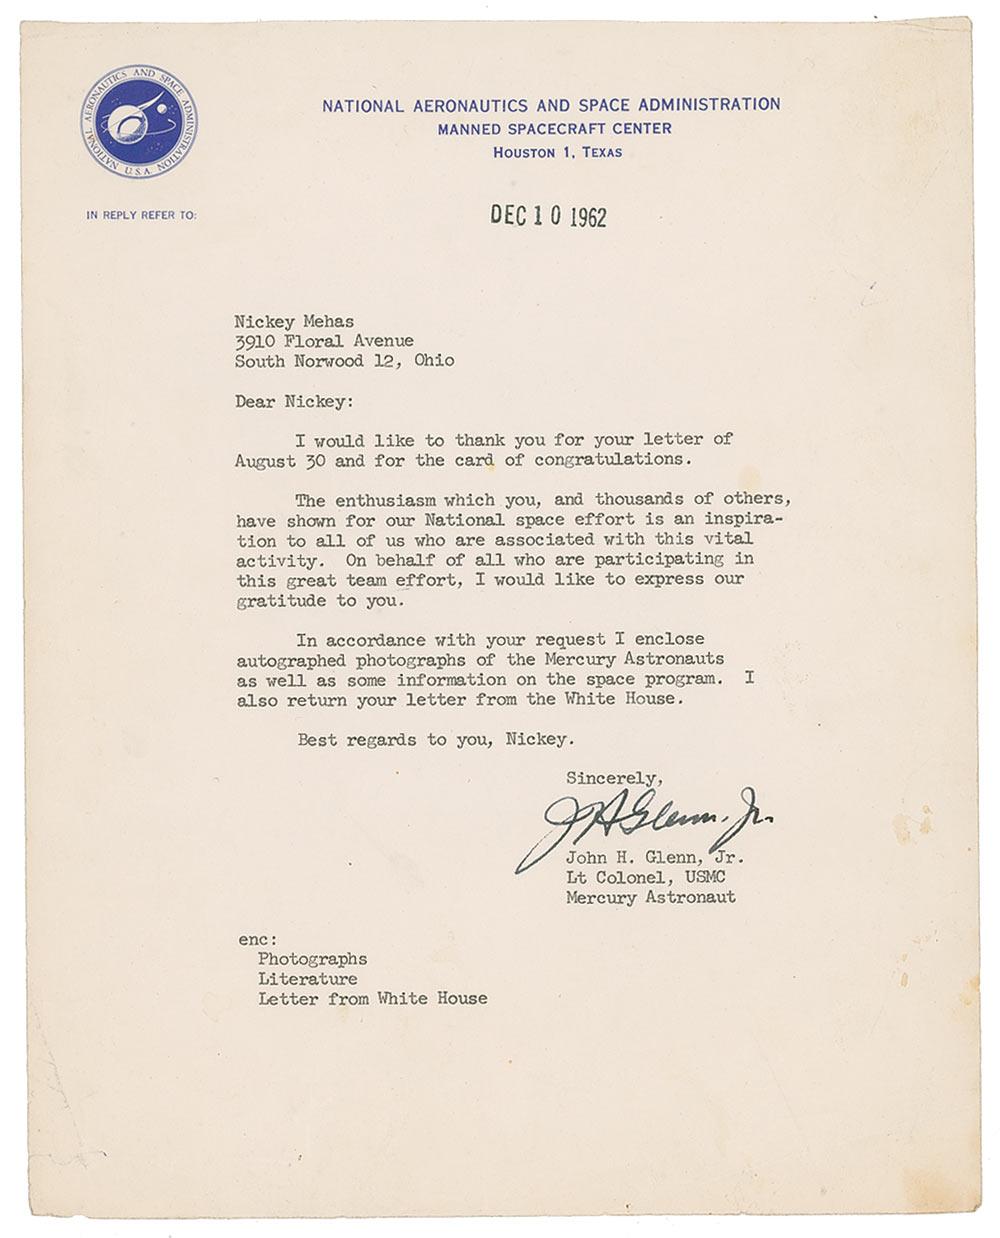 NATIONAL AERONAUTICS AND SPACE ADMINISTRATION
U.S.A.
NATIONAL AERONAUTICS AND SPACE ADMINISTRATION
MANNED SPACECRAFT CENTER
HOUSTON 1, TEXAS
IN REPLY REFER TO:
DEC 10 1962
Nickey Mehas
3910 Floral Avenue
South Norwood 12, Ohio
Dear Nickey:
I would like to thank you for your letter of
August 30 and for the card of congratulations.
The enthusiasm which you, and thousands of others,
have shown for our National space effort is an inspira-
tion to all of us who are associated with this vital
activity. On behalf of all who are participating in
this great team effort, I would like to express our
gratitude to you.
In accordance with your request I enclose
autographed photographs of the Mercury Astronauts
as well as some information on the space program. I
also return your letter from the White House.
Best regards to you, Nickey.
Sincerely,
J H Glenn, Jr.
John H. Glenn, Jr.
Lt Colonel, USMC
Mercury Astronaut
enc:
Photographs
Literature
Letter from White House